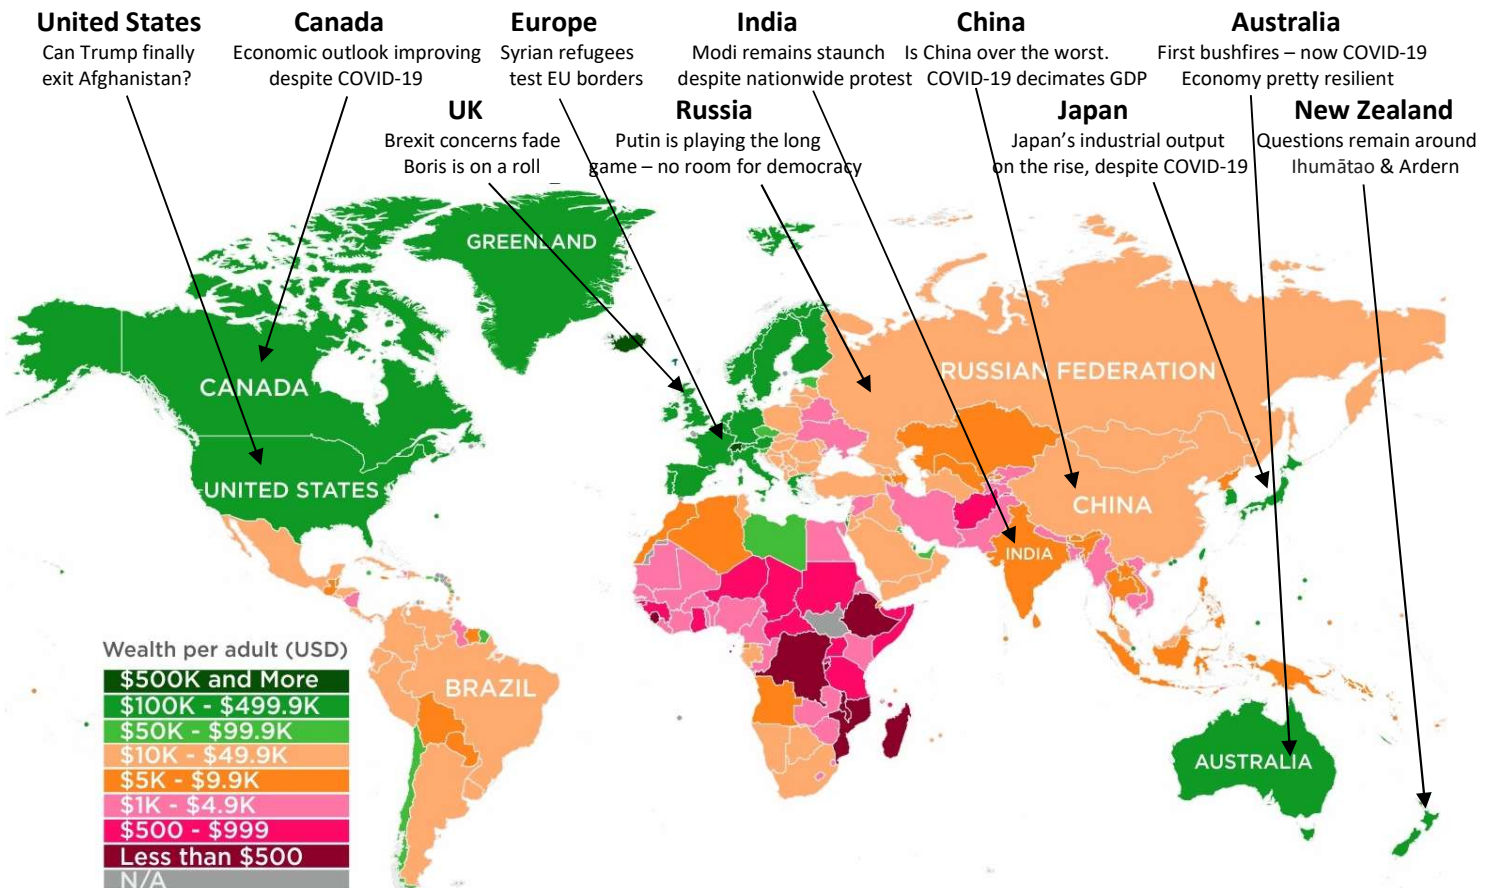 United States
Can Trump finally
exit Afghanistan?
Canada
Economic outlook improving
despite COVID-19
Europe
Syrian refugees
test EU borders
India
Modi remains staunch
despite nationwide protest
China
Is China over the worst.
COVID-19 decimates GDP
Australia
First bushfires – now COVID-19
Economy pretty resilient
UK
Brexit concerns fade
Boris is on a roll
Russia
Putin is playing the long
game – no room for democracy
Japan
Japan’s industrial output
on the rise, despite COVID-19
New Zealand
Questions remain around
Ihumātao & Ardern
GREENLAND
CANADA
RUSSIAN FEDERATION
UNITED STATES
CHINA
INDIA
BRAZIL
AUSTRALIA
Wealth per adult (USD)
$500K and More
$100K - $499.9K
$50K - $99.9K
$10K - $49.9K
$5K - $9.9K
$1K - $4.9K
$500 - $999
Less than $500
N/A